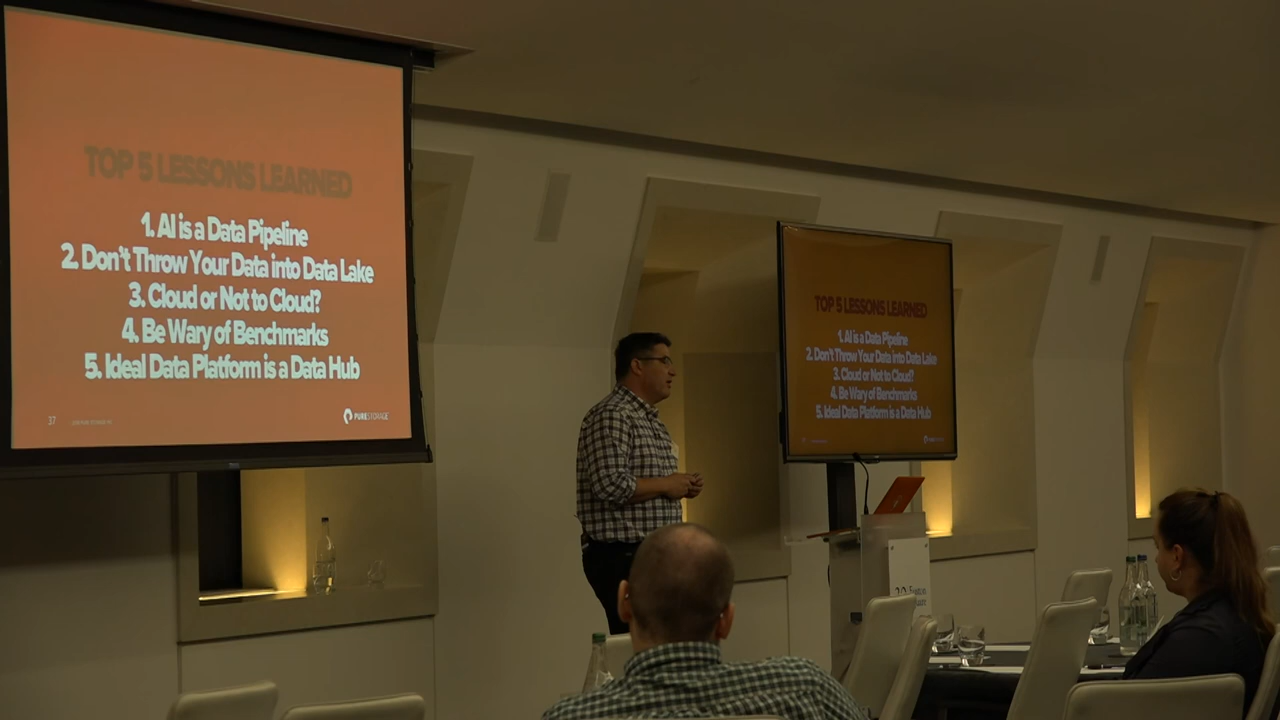 TOP 5 LESSONS LEARNED
1. AI is a Data Pipeline
2. Don't Throw Your Data into Data Lake
3. Cloud or Not to Cloud?
4. Be Wary of Benchmarks
5. Ideal Data Platform is a Data Hub
37
PURESTORAGE
TOP 5 LESSONS LEARNED
1. AI is a Data Pipeline
2. Don't Throw Your Data into Data Lake
3. Cloud or Not to Cloud?
4. Be Wary of Benchmarks
5. Ideal Data Platform is a Data Hub